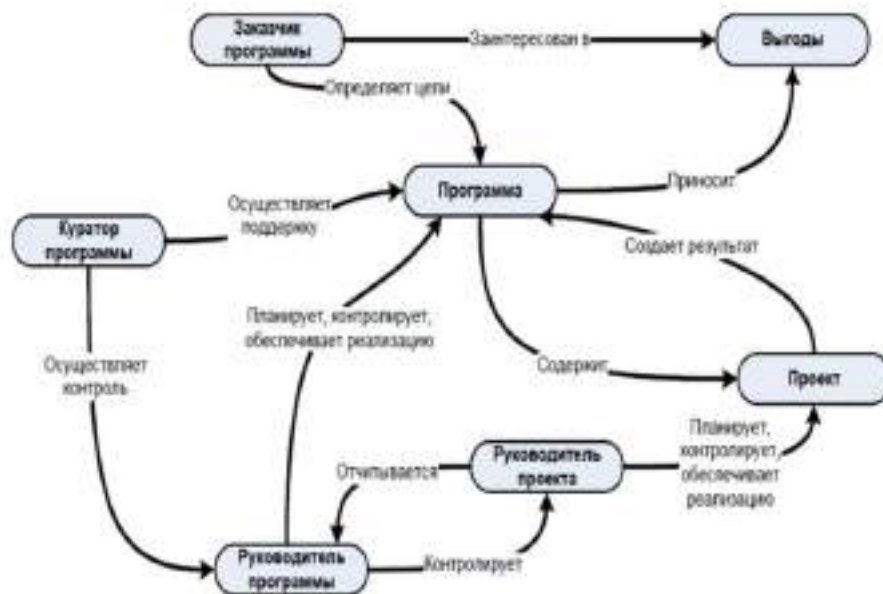 Заказчик
программы
Заинтересован в
Выгоды
Определяет цели
Программа
Приносит
Осуществляет
поддержку
Куратор
программы
Создает результат
Планирует, контролирует,
обеспечивает реализацию
Осуществляет
контроль
Содержит
Проект
Планирует,
контролирует,
обеспечивает
реализацию
Руководитель
проекта
Отчитывается
Руководитель
программы
Контролирует